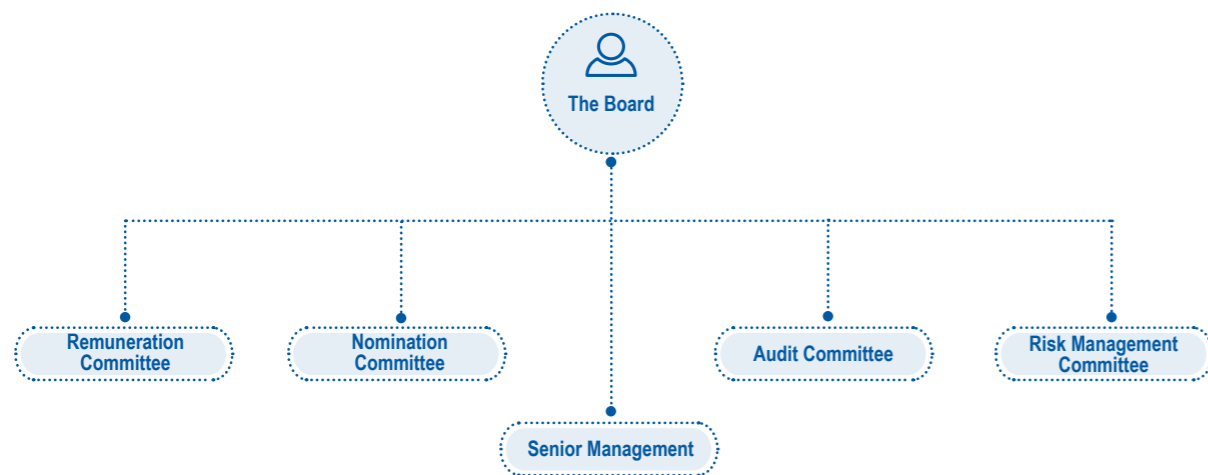 The Board
Remuneration
Committee
Nomination
Committee
Audit Committee
Risk Management
Committee
Senior Management